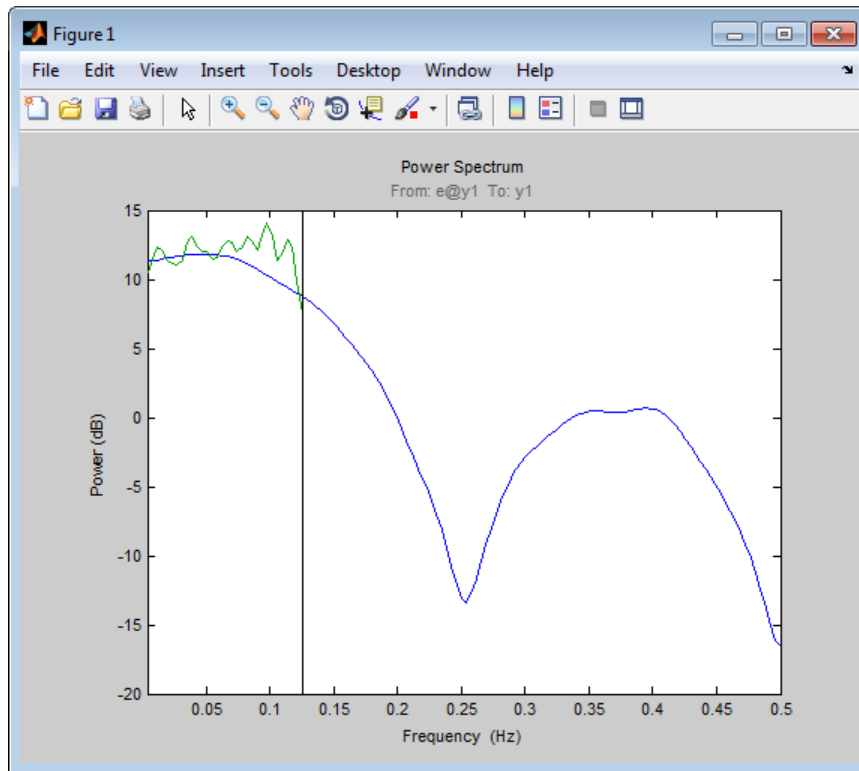 Figure 1
File Edit View Insert Tools Desktop Window Help
Power Spectrum
From: e@y1 To: y1
15
10
5
0
-5
-10
-15
-20
Power (dB)
0.05 0.1 0.15 0.2 0.25 0.3 0.35 0.4 0.45 0.5
Frequency (Hz)